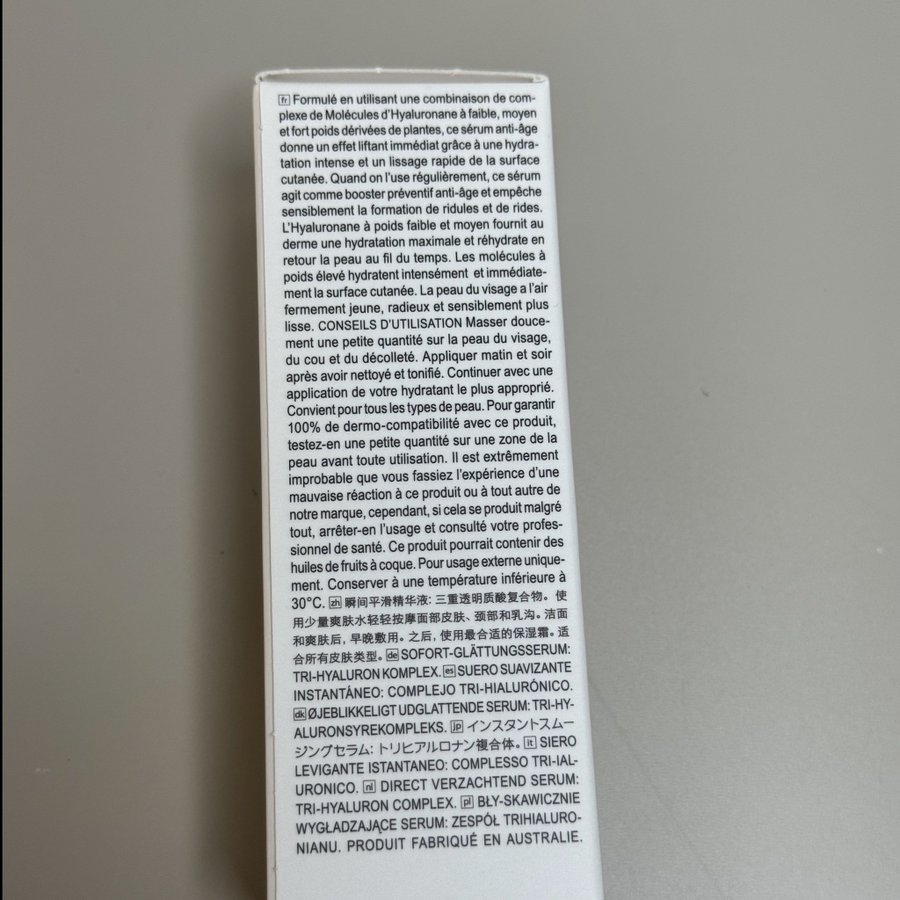 fr Formulé en utilisant une combinaison de com-
plexe de Molécules d'Hyaluronane à faible, moyen
et fort poids dérivées de plantes, ce sérum anti-âge
donne un effet liftant immédiat grâce à une hydra-
tation intense et un lissage rapide de la surface
cutanée. Quand on l'use régulièrement, ce sérum
agit comme booster préventif anti-âge et empêche
sensiblement la formation de ridules et de rides.
L'Hyaluronane à poids faible et moyen fournit au
derme une hydratation maximale et réhydrate en
retour la peau au fil du temps. Les molécules à
poids élevé hydratent intensément et immédiate-
ment la surface cutanée. La peau du visage a l'air
fermement jeune, radieux et sensiblement plus
lisse. CONSEILS D'UTILISATION Masser douce-
ment une petite quantité sur la peau du visage,
du cou et du décolleté. Appliquer matin et soir
après avoir nettoyé et tonifié. Continuer avec une
application de votre hydratant le plus approprié.
Convient pour tous les types de peau. Pour garantir
100% de dermo-compatibilité avec ce produit,
testez-en une petite quantité sur une zone de la
peau avant toute utilisation. Il est extrêmement
improbable que vous fassiez l'expérience d'une
mauvaise réaction à ce produit ou à tout autre de
notre marque, cependant, si cela se produit malgré
tout, arrêter-en l'usage et consulté votre profes-
sionnel de santé. Ce produit pourrait contenir des
huiles de fruits à coque. Pour usage externe unique-
ment. Conserver à une température inférieure à
30°C. zh 瞬间平滑精华液: 三重透明质酸复合物。 使
用少量爽肤水轻轻按摩面部皮肤、颈部和乳沟。洁面
和爽肤后，早晚敷用。之后，使用最合适的保湿霜。适
合所有皮肤类型。de SOFORT-GLÄTTUNGSSERUM:
TRI-HYALURON KOMPLEX. es SUERO SUAVIZANTE
INSTANTÁNEO: COMPLEJO TRI-HIALURÓNICO.
dk ØJEBLIKKELIGT UDGLATTENDE SERUM: TRI-HY-
ALURONSYREKOMPLEKS. jp インスタントスムー
ジングセラム: トリヒアルロナン複合体。it SIERO
LEVIGANTE ISTANTANEO: COMPLESSO TRI-IAL-
URONICO. nl DIRECT VERZACHTEND SERUM:
TRI-HYALURON COMPLEX. pl BŁY-SKAWICZNIE
WYGŁADZAJĄCE SERUM: ZESPÓŁ TRIHIALURO-
NIANU. PRODUIT FABRIQUÉ EN AUSTRALIE.